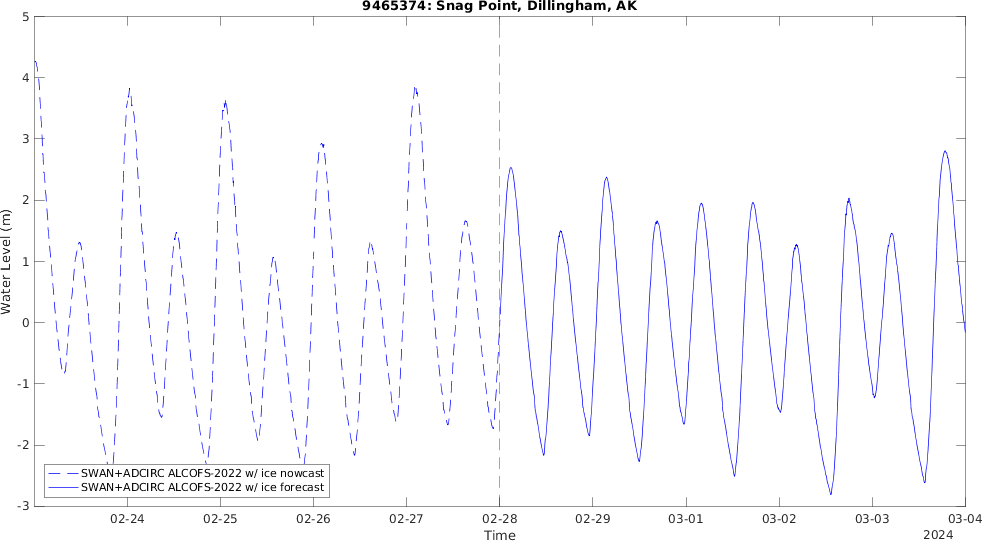 9465374: Snag Point, Dillingham, AK
5
4
3
2
1
0
-1
-2
-3
Water Level (m)
SWAN+ADCIRC ALCOFS-2022 w/ ice nowcast
SWAN+ADCIRC ALCOFS-2022 w/ ice forecast
02-24 02-25 02-26 02-27 02-28 02-29 03-01 03-02 03-03 03-04
Time
2024